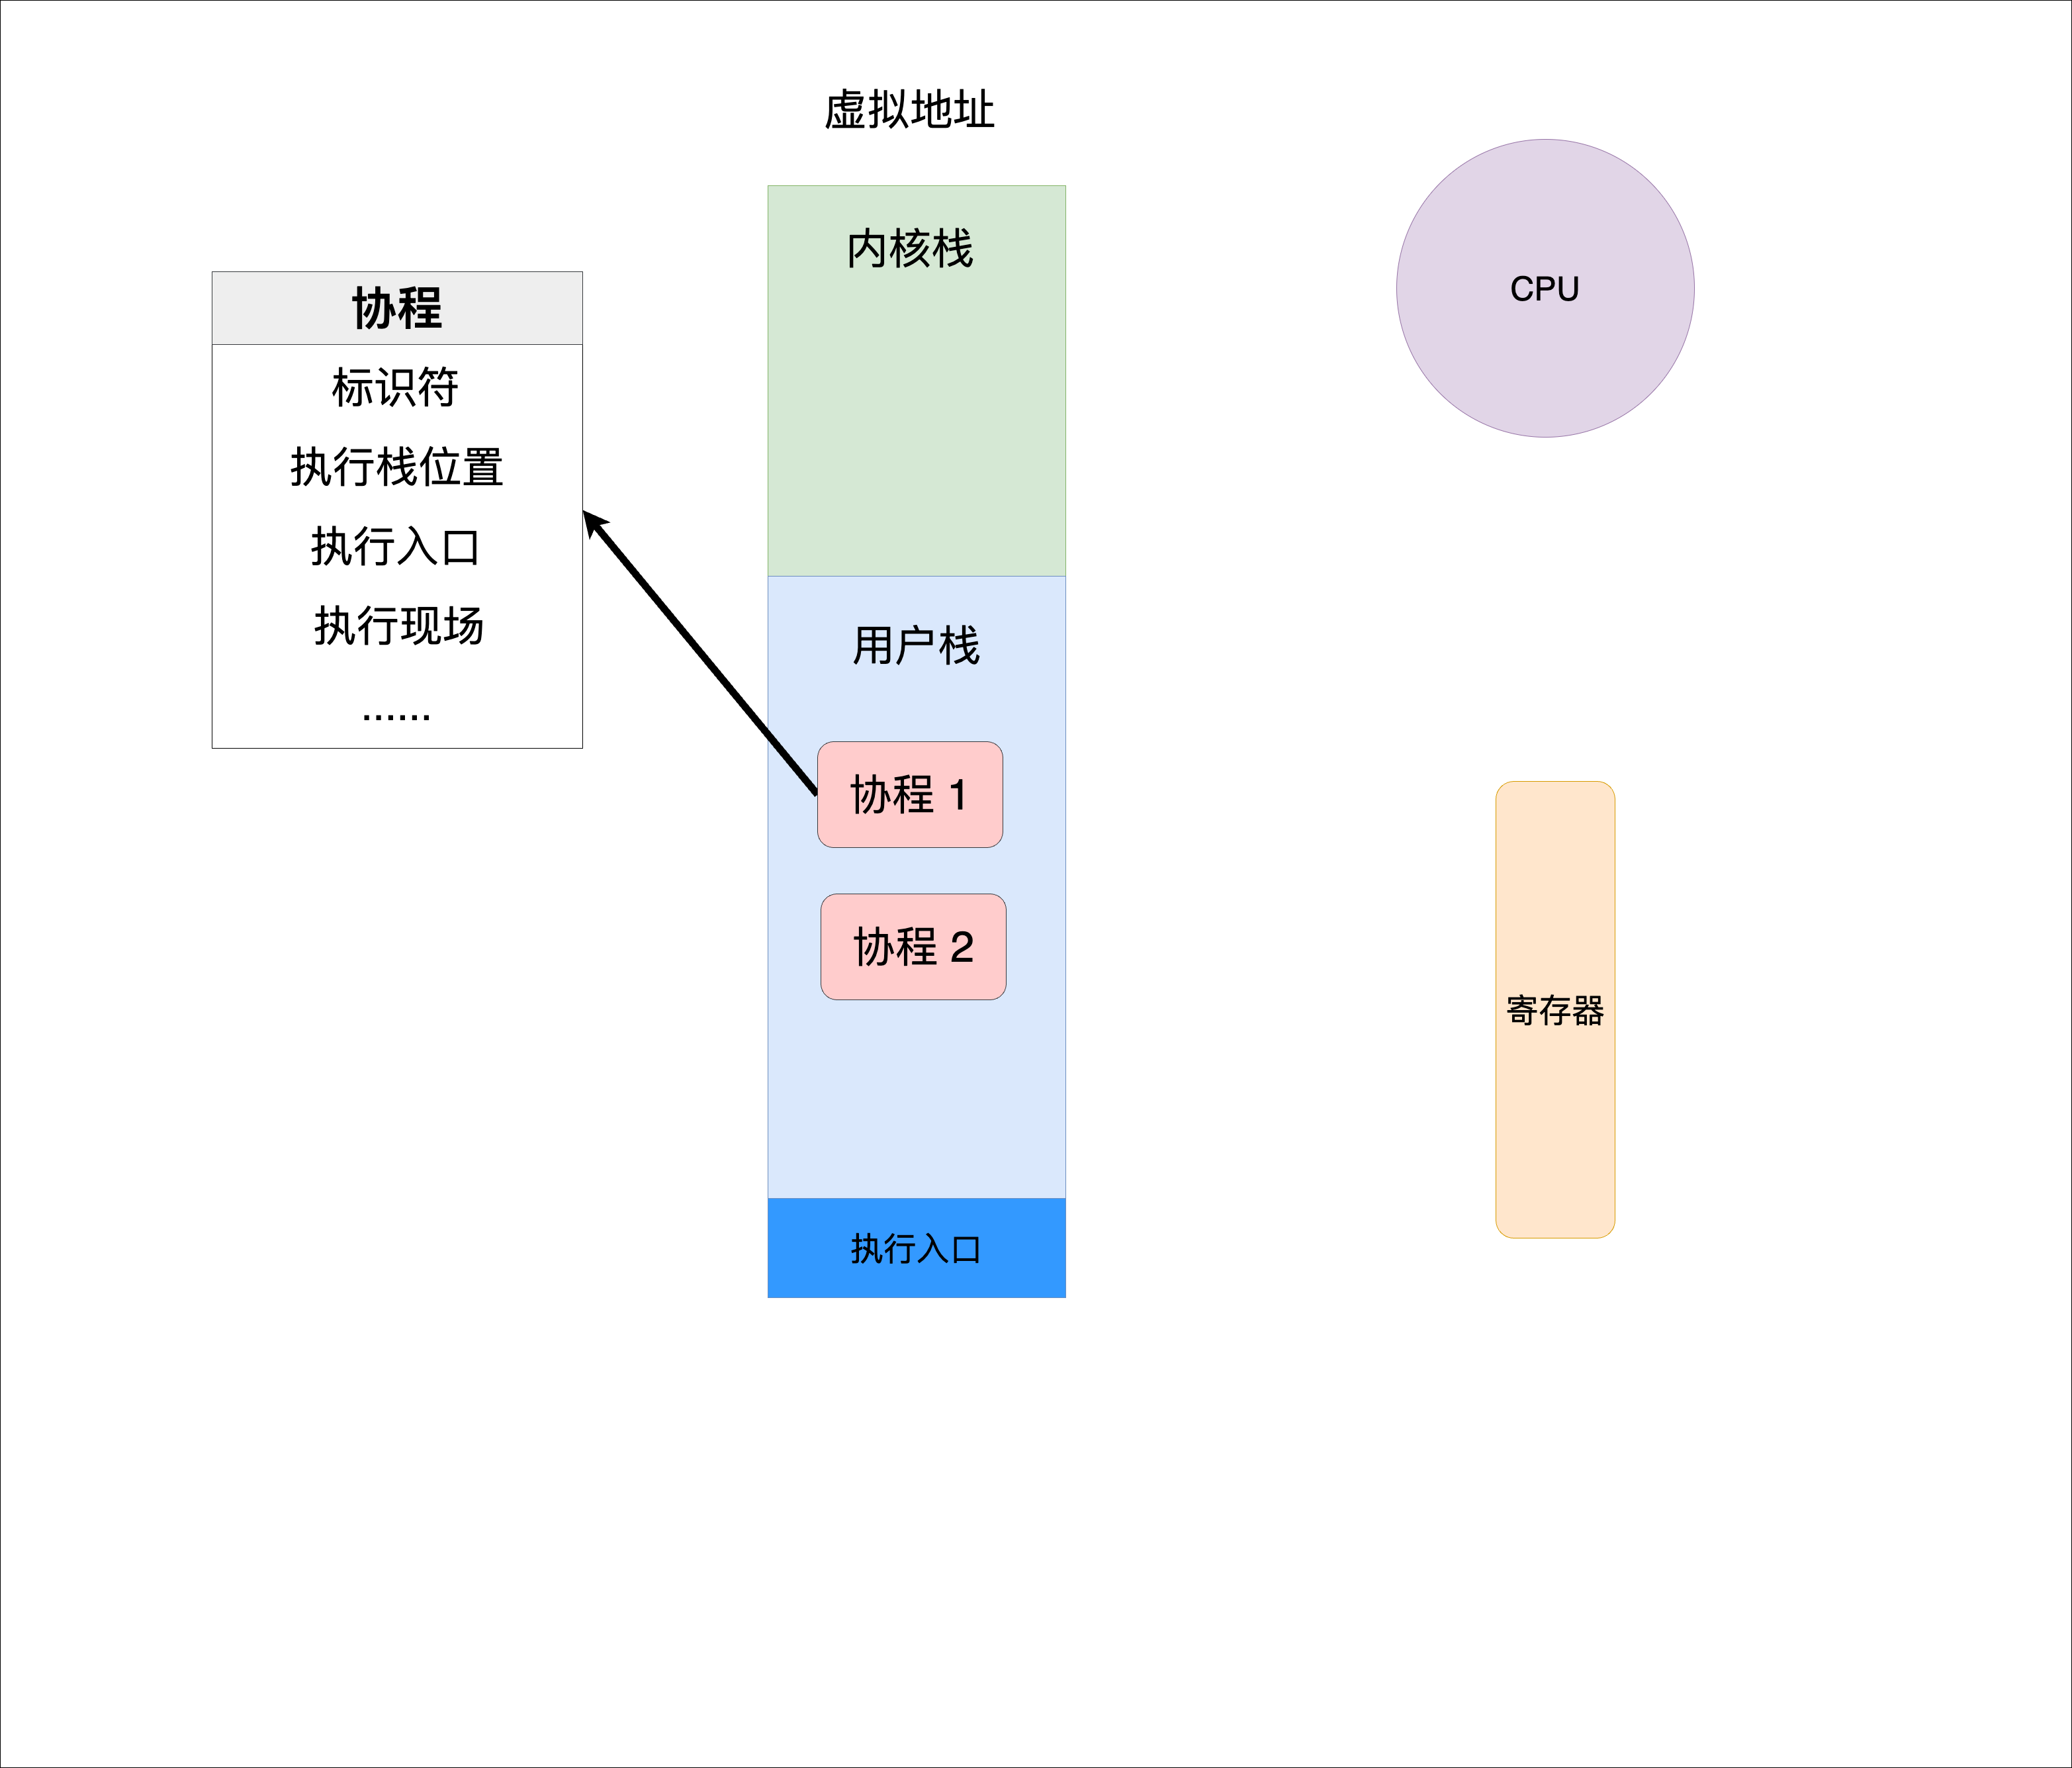 虚拟地址
内核栈
CPU
协程
标识符
执行栈位置
执行入口
执行现场
......
用户栈
协程 1
协程 2
寄存器
执行入口